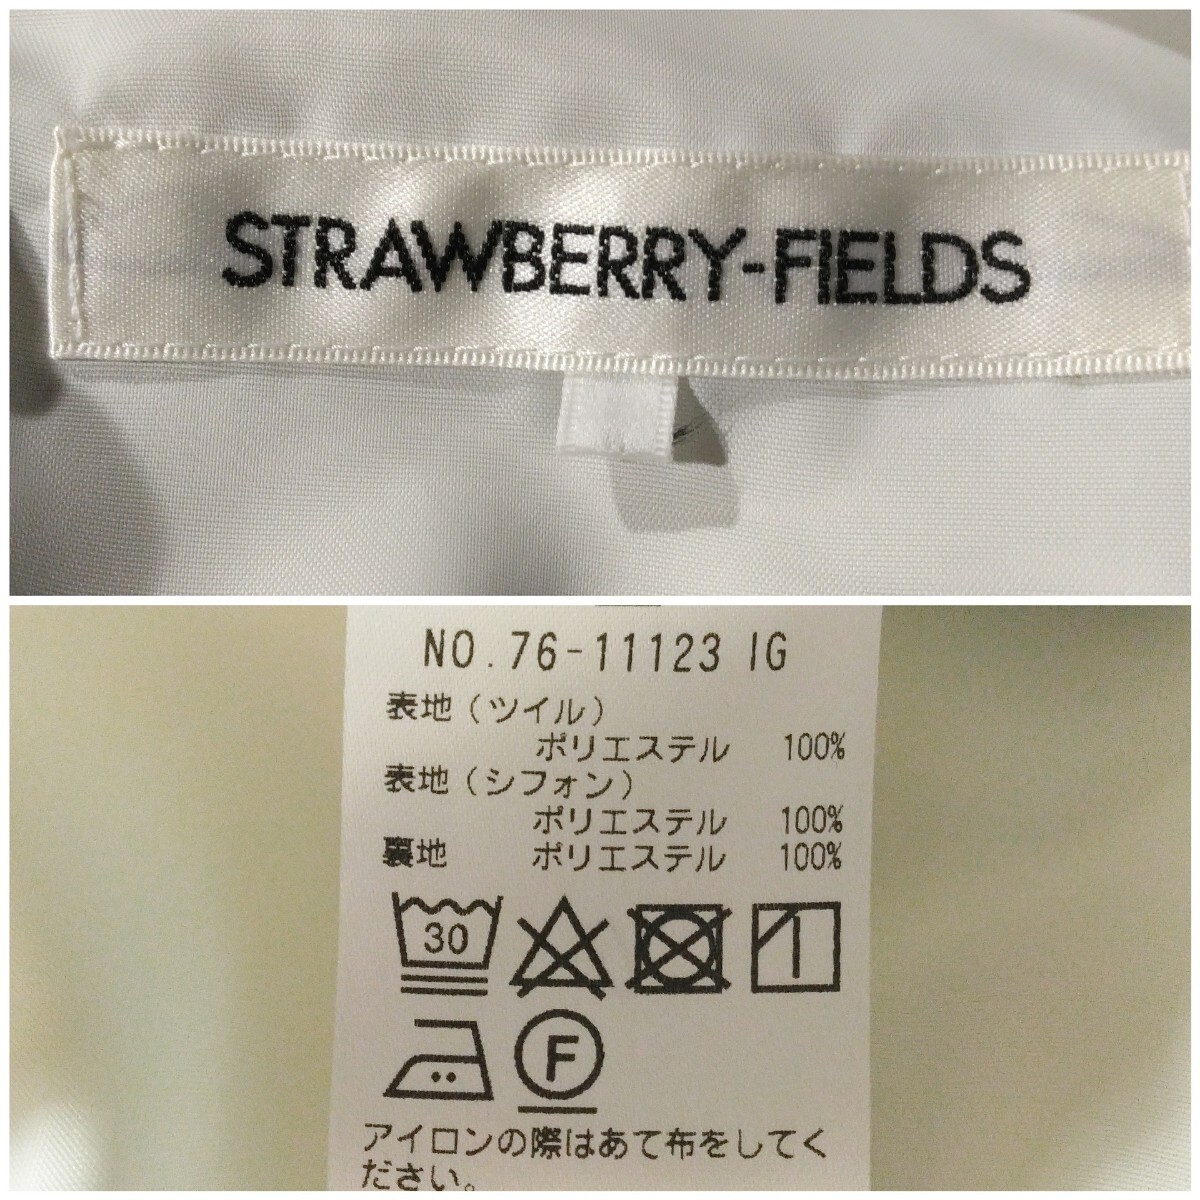 STRAWBERRY-FIELDS
NO.76-11123 IG
表地(ツイル)
ポリエステル 100%
表地(シフォン)
ポリエステル 100%
裏地 ポリエステル 100%
30
F
アイロンの際はあて布をしてく
ださい。